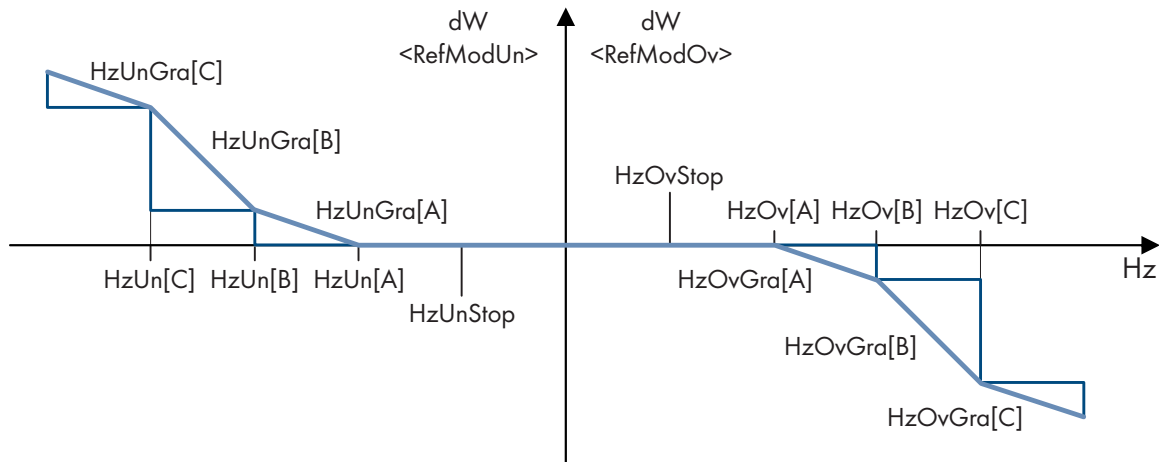 dW
<RefModUn>
dW
<RefModOv>
HzUnGra[C]
HzUnGra[B]
HzUnGra[A]
HzOvStop
HzOv[A]
HzOv[B]
HzOv[C]
HzUn[C]
HzUn[B]
HzUn[A]
HzUnStop
Hz
HzOvGra[A]
HzOvGra[B]
HzOvGra[C]